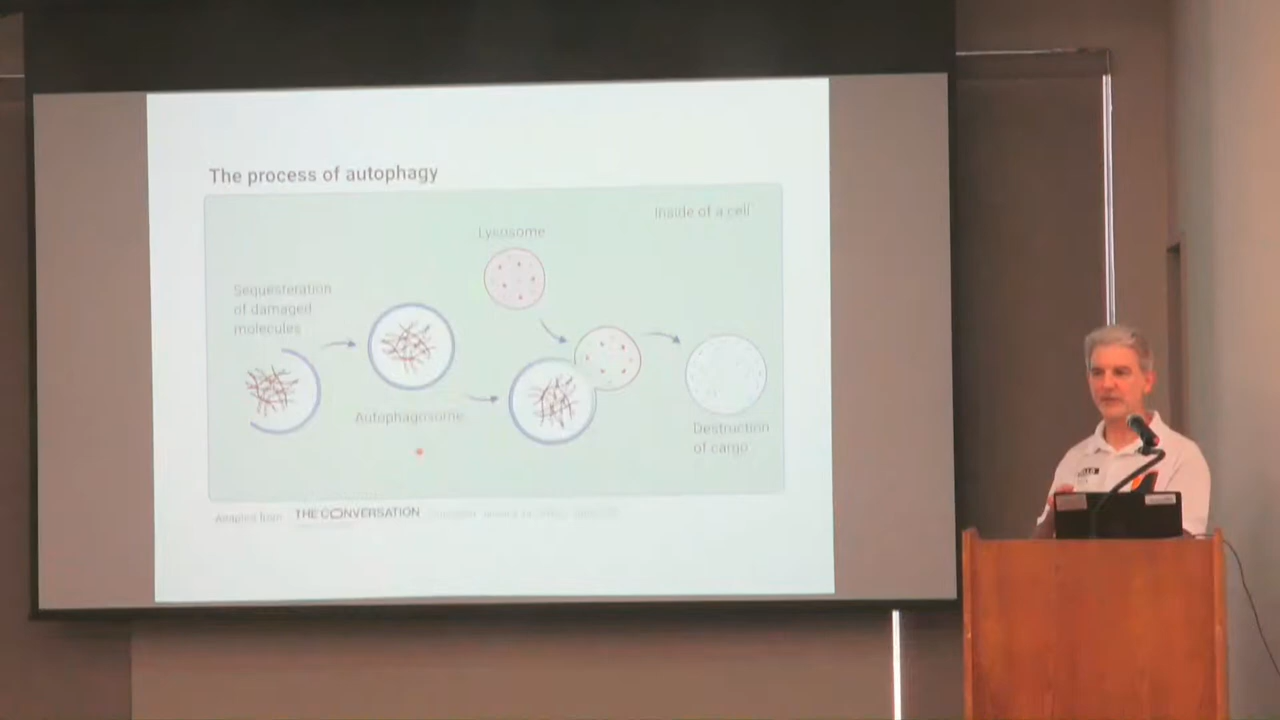 The process of autophagy
Inside of a cell
Lysosome
Sequesteration
of damaged
molecules
Autophagosome
Destruction
of cargo
Adapted from THE CONVERSATION